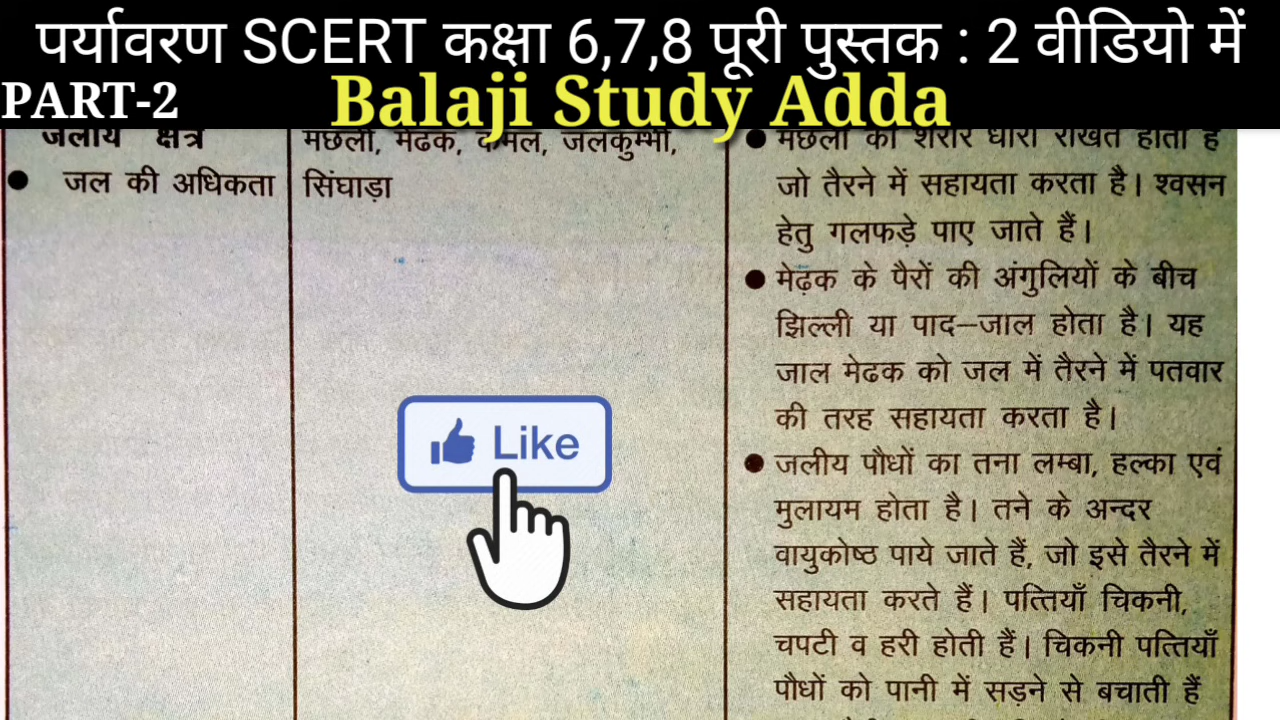 पर्यावरण SCERT कक्षा 6,7,8 पूरी पुस्तक : 2 वीडियो में
PART-2
Balaji Study Adda
जलीय क्षेत्र
● जल की अधिकता
मछली, मेढक, कमल, जलकुम्भी,
सिंघाड़ा
● मछली का शरीर धारा रेखित होता है
जो तैरने में सहायता करता है। श्वसन
हेतु गलफड़े पाए जाते हैं।
● मेढ़क के पैरों की अंगुलियों के बीच
झिल्ली या पाद–जाल होता है। यह
जाल मेढक को जल में तैरने में पतवार
की तरह सहायता करता है।
● जलीय पौधों का तना लम्बा, हल्का एवं
मुलायम होता है। तने के अन्दर
वायुकोष्ठ पाये जाते हैं, जो इसे तैरने में
सहायता करते हैं। पत्तियाँ चिकनी,
चपटी व हरी होती हैं। चिकनी पत्तियाँ
पौधों को पानी में सड़ने से बचाती हैं
Like